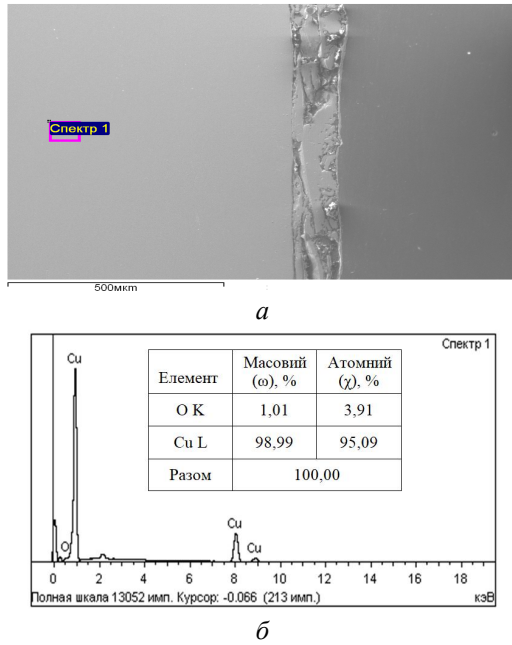 Спектр 1
500мкm
а
Спектр 1
Cu
Елемент Масовий (ω), % Атомний (χ), %
O K 1,01 3,91
Cu L 98,99 95,09
Разом 100,00
O
Cu
Cu
0 2 4 6 8 10 12 14 16 18
Полная шкала 13052 имп. Курсор: -0.066 (213 имп.) кэВ
б